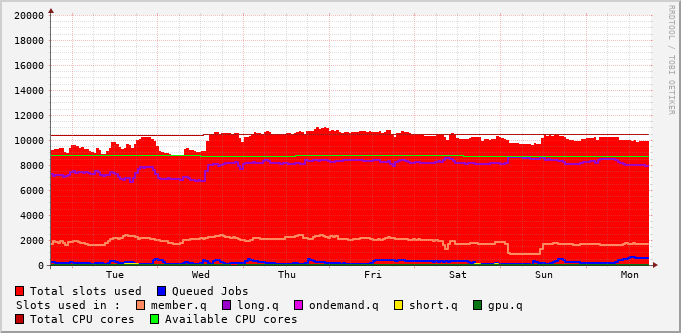 20000
18000
16000
14000
12000
10000
8000
6000
4000
2000
0
Tue Wed Thu Fri Sat Sun Mon
Total slots used Queued Jobs
Slots used in : member.q long.q ondemand.q short.q gpu.q
Total CPU cores Available CPU cores
RRDTOOL / TOBI OETIKER